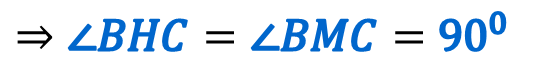 ⇒ ∠BHC = ∠BMC = 90⁰